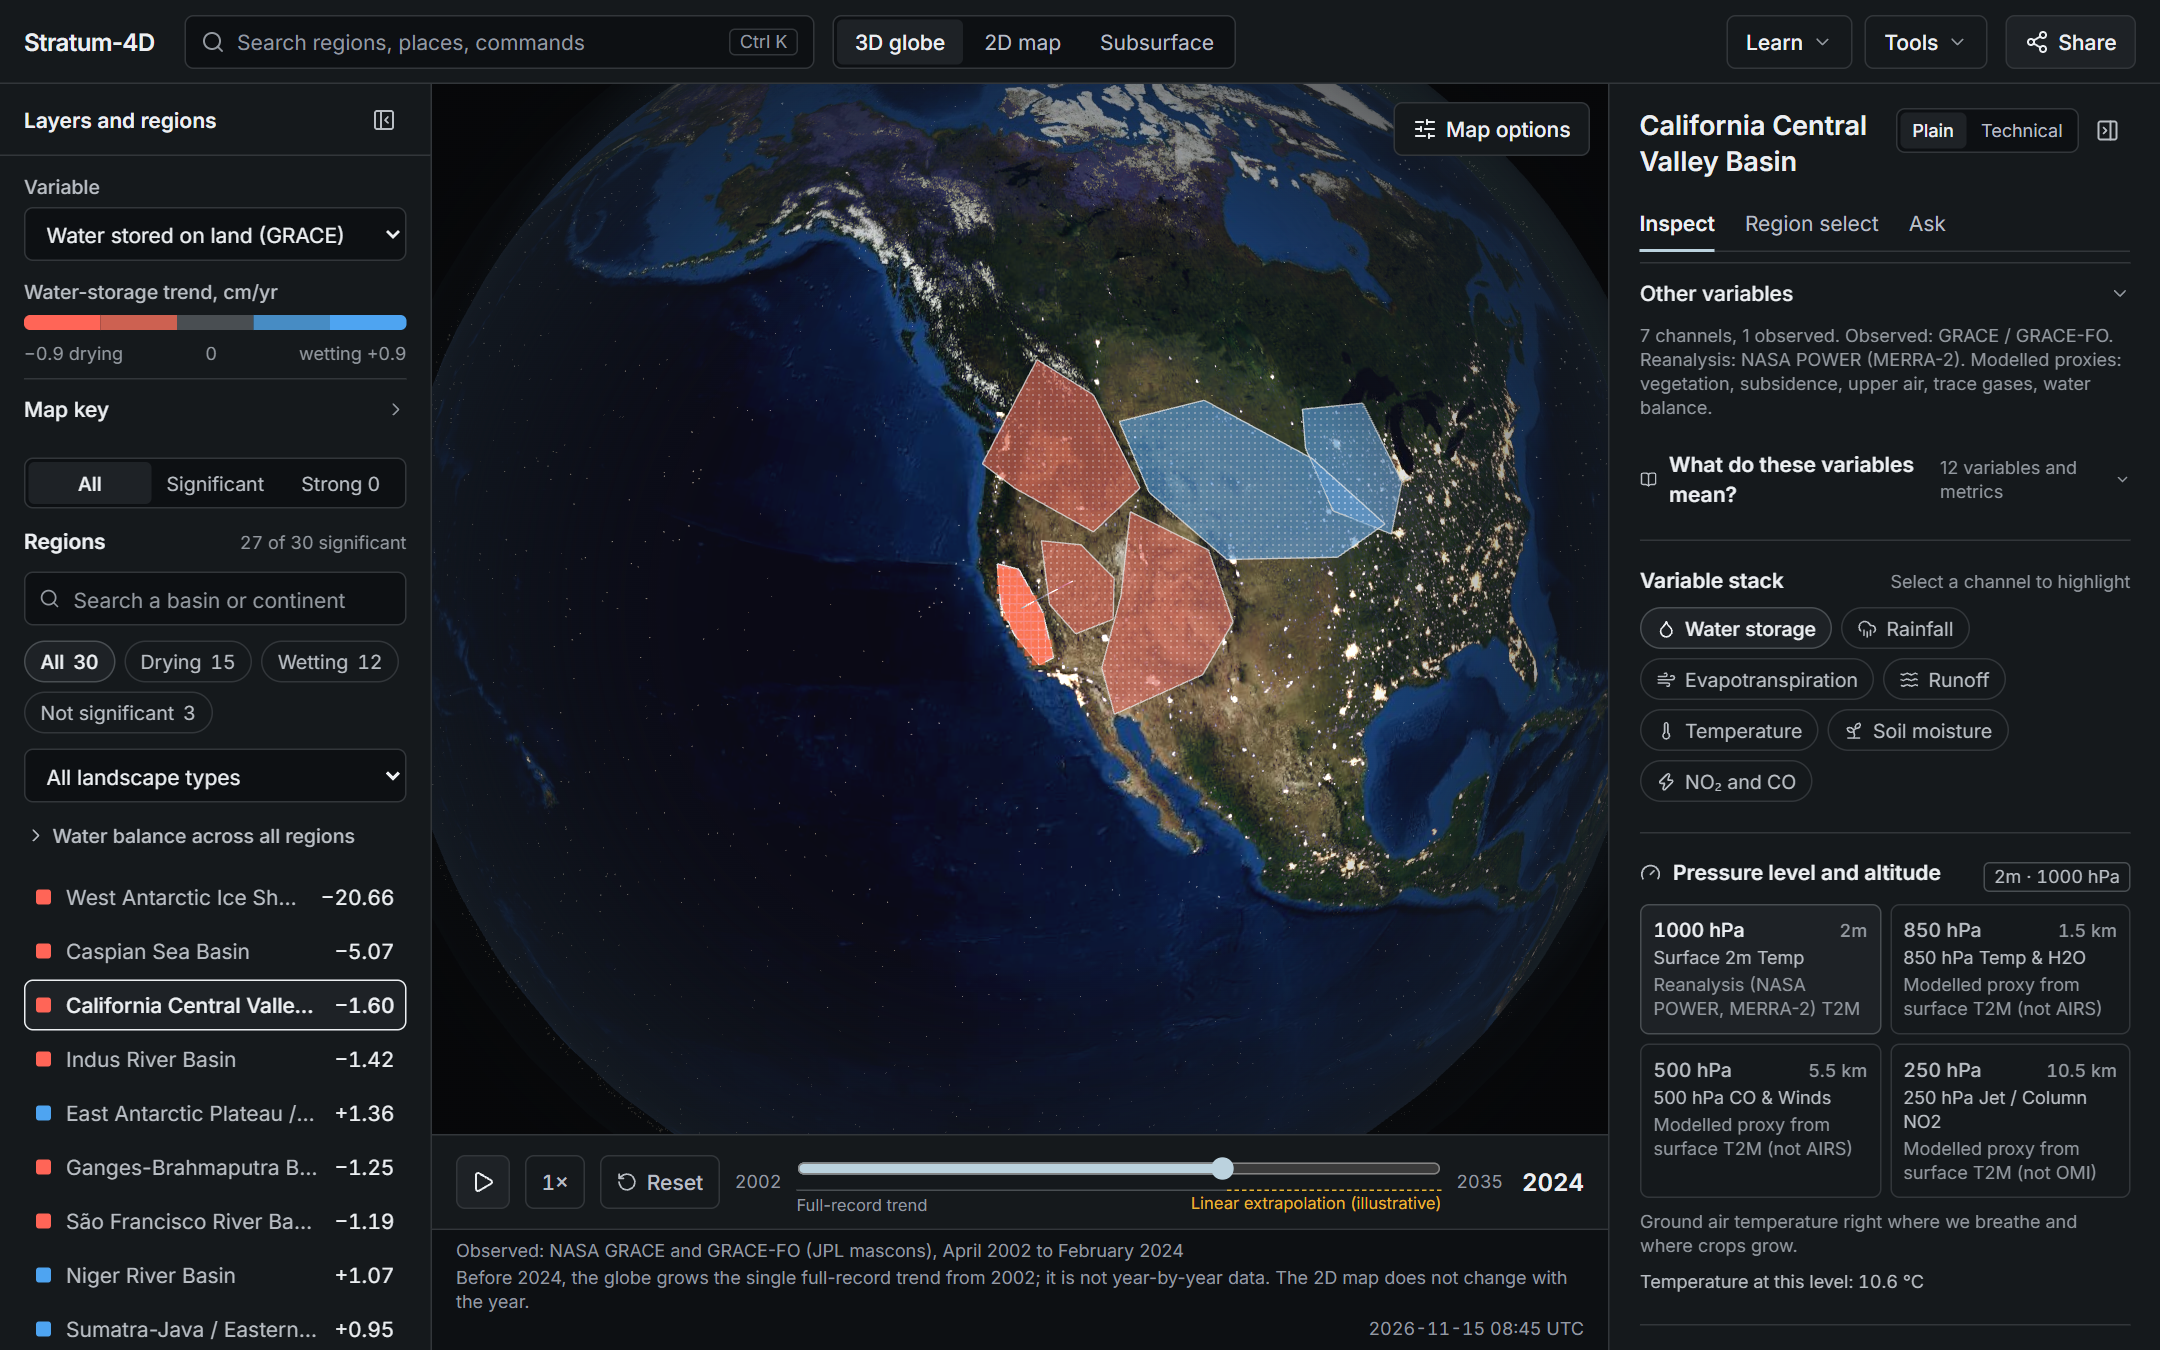 Stratum-4D
Search regions, places, commands
Ctrl K
3D globe
2D map
Subsurface
Learn
Tools
Share
Layers and regions
Variable
Water stored on land (GRACE)
Water-storage trend, cm/yr
−0.9 drying
0
wetting +0.9
Map key
All
Significant
Strong 0
Regions
27 of 30 significant
Search a basin or continent
All 30
Drying 15
Wetting 12
Not significant 3
All landscape types
Water balance across all regions
West Antarctic Ice Sh... −20.66
Caspian Sea Basin −5.07
California Central Valle... −1.60
Indus River Basin −1.42
East Antarctic Plateau /... +1.36
Ganges-Brahmaputra B... −1.25
São Francisco River Ba... −1.19
Niger River Basin +1.07
Sumatra-Java / Eastern... +0.95
Map options
1×
Reset
2002
2035
2024
Full-record trend
Linear extrapolation (illustrative)
Observed: NASA GRACE and GRACE-FO (JPL mascons), April 2002 to February 2024
Before 2024, the globe grows the single full-record trend from 2002; it is not year-by-year data. The 2D map does not change with
the year.
2026-11-15 08:45 UTC
California Central
Valley Basin
Plain
Technical
Inspect
Region select
Ask
Other variables
7 channels, 1 observed. Observed: GRACE / GRACE-FO.
Reanalysis: NASA POWER (MERRA-2). Modelled proxies:
vegetation, subsidence, upper air, trace gases, water
balance.
What do these variables
mean?
12 variables and
metrics
Variable stack
Select a channel to highlight
Water storage
Rainfall
Evapotranspiration
Runoff
Temperature
Soil moisture
NO₂ and CO
Pressure level and altitude
2m · 1000 hPa
1000 hPa
2m
Surface 2m Temp
Reanalysis (NASA
POWER, MERRA-2) T2M
850 hPa
1.5 km
850 hPa Temp & H2O
Modelled proxy from
surface T2M (not AIRS)
500 hPa
5.5 km
500 hPa CO & Winds
Modelled proxy from
surface T2M (not AIRS)
250 hPa
10.5 km
250 hPa Jet / Column
NO2
Modelled proxy from
surface T2M (not OMI)
Ground air temperature right where we breathe and
where crops grow.
Temperature at this level: 10.6 °C